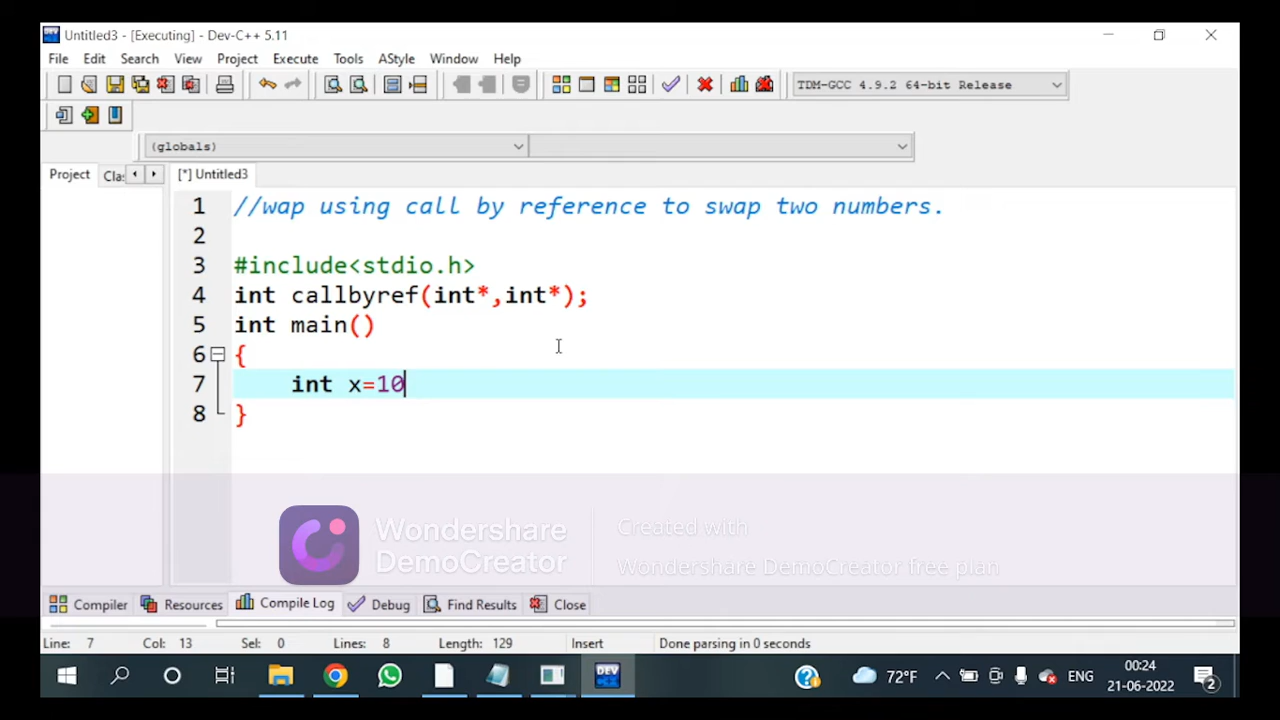 Untitled3 - [Executing] - Dev-C++ 5.11
File Edit Search View Project Execute Tools AStyle Window Help
TDM-GCC 4.9.2 64-bit Release
(globals)
Project Clas [*] Untitled3
1 //wap using call by reference to swap two numbers.
2
3 #include<stdio.h>
4 int callbyref(int*,int*);
5 int main()
6 {
7 int x=10
8 }
Wondershare
DemoCreator
Created with
Wondershare DemoCreator free plan
Compiler Resources Compile Log Debug Find Results Close
Line: 7 Col: 13 Sel: 0 Lines: 8 Length: 129 Insert Done parsing in 0 seconds
72°F ENG 00:24
21-06-2022 2